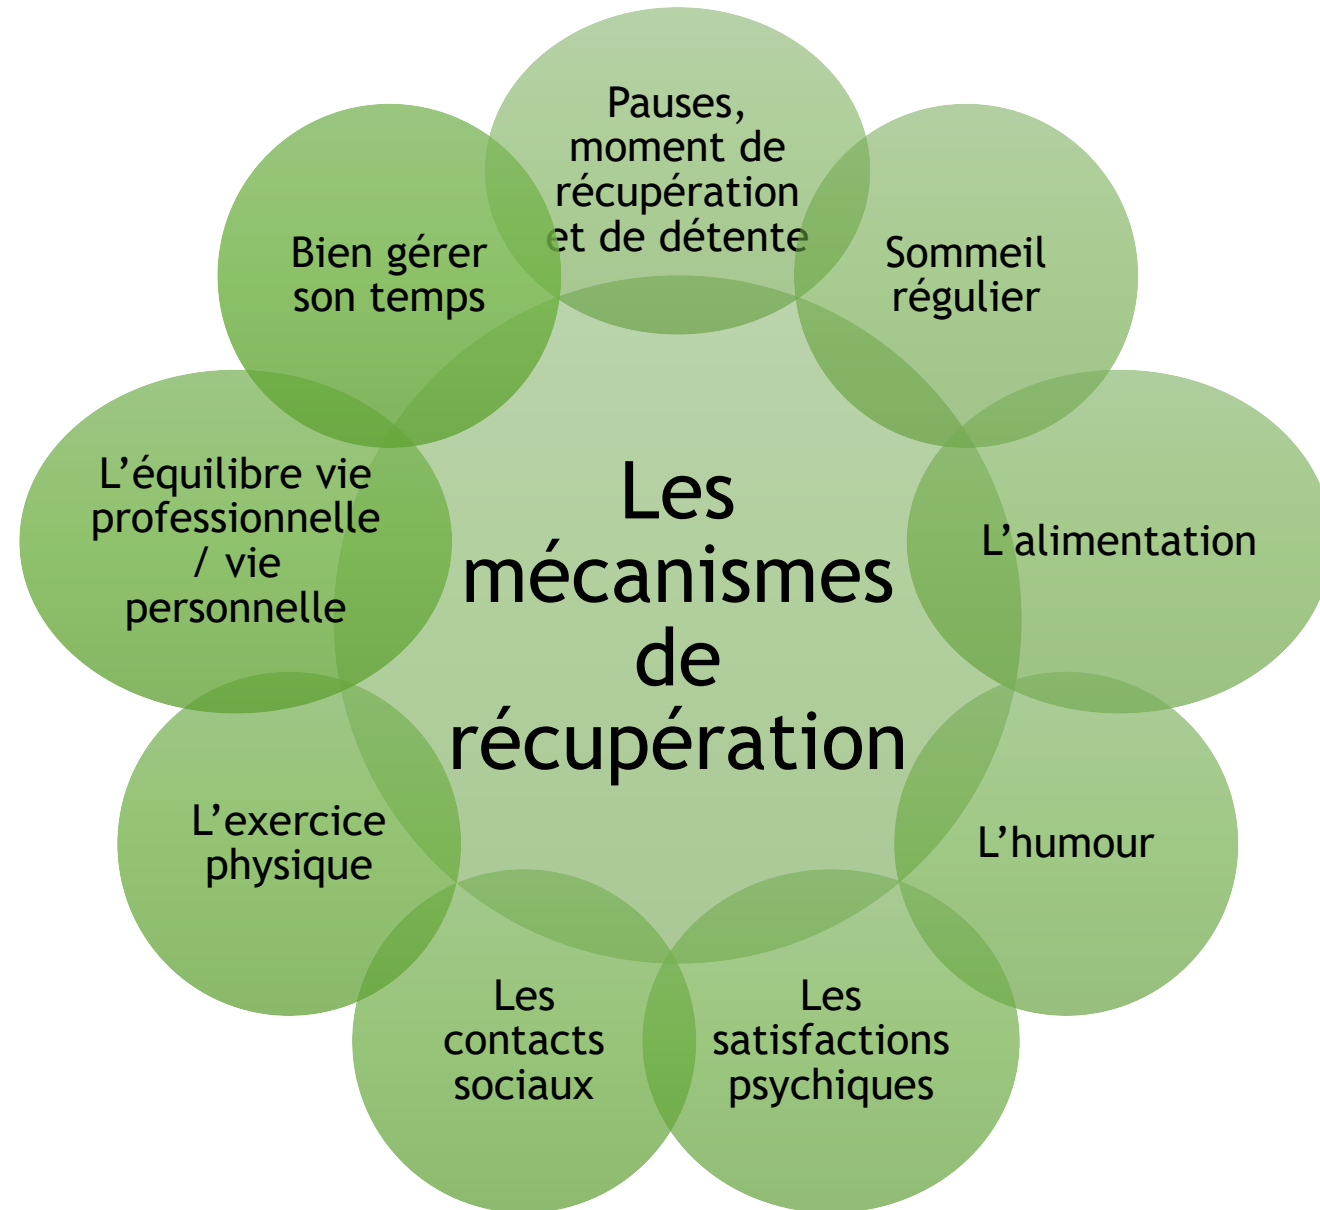 Pauses,
moment de
récupération
et de détente
Sommeil
régulier
L’alimentation
L’humour
Les
satisfactions
psychiques
Les
contacts
sociaux
L’exercice
physique
L’équilibre vie
professionnelle
/ vie
personnelle
Bien gérer
son temps
Les
mécanismes
de
récupération